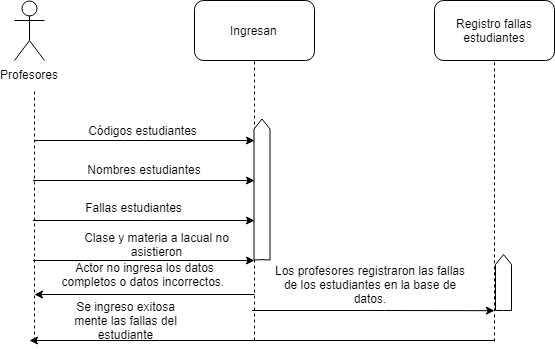 Ingresan
Registro fallas
estudiantes
Profesores
Códigos estudiantes
Nombres estudiantes
Fallas estudiantes
Clase y materia a lacual no
asistieron
Actor no ingresa los datos
completos o datos incorrectos.
Los profesores registraron las fallas
de los estudiantes en la base de
datos.
Se ingreso exitosa
mente las fallas del
estudiante